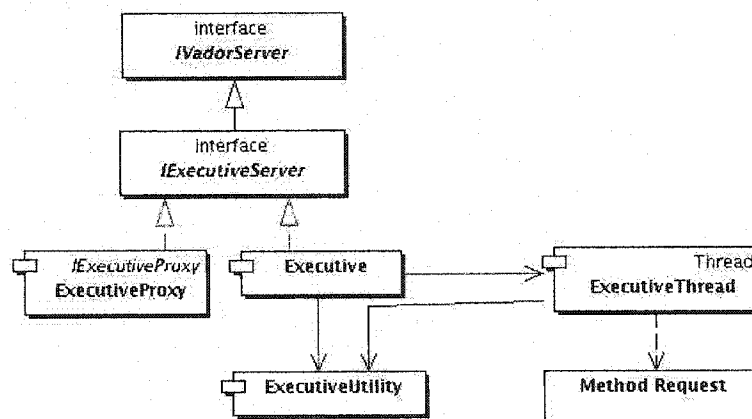 interface
IVadorServer
interface
IExecutiveServer
IExecutiveProxy
ExecutiveProxy
Executive
Thread
ExecutiveThread
ExecutiveUtility
Method Request